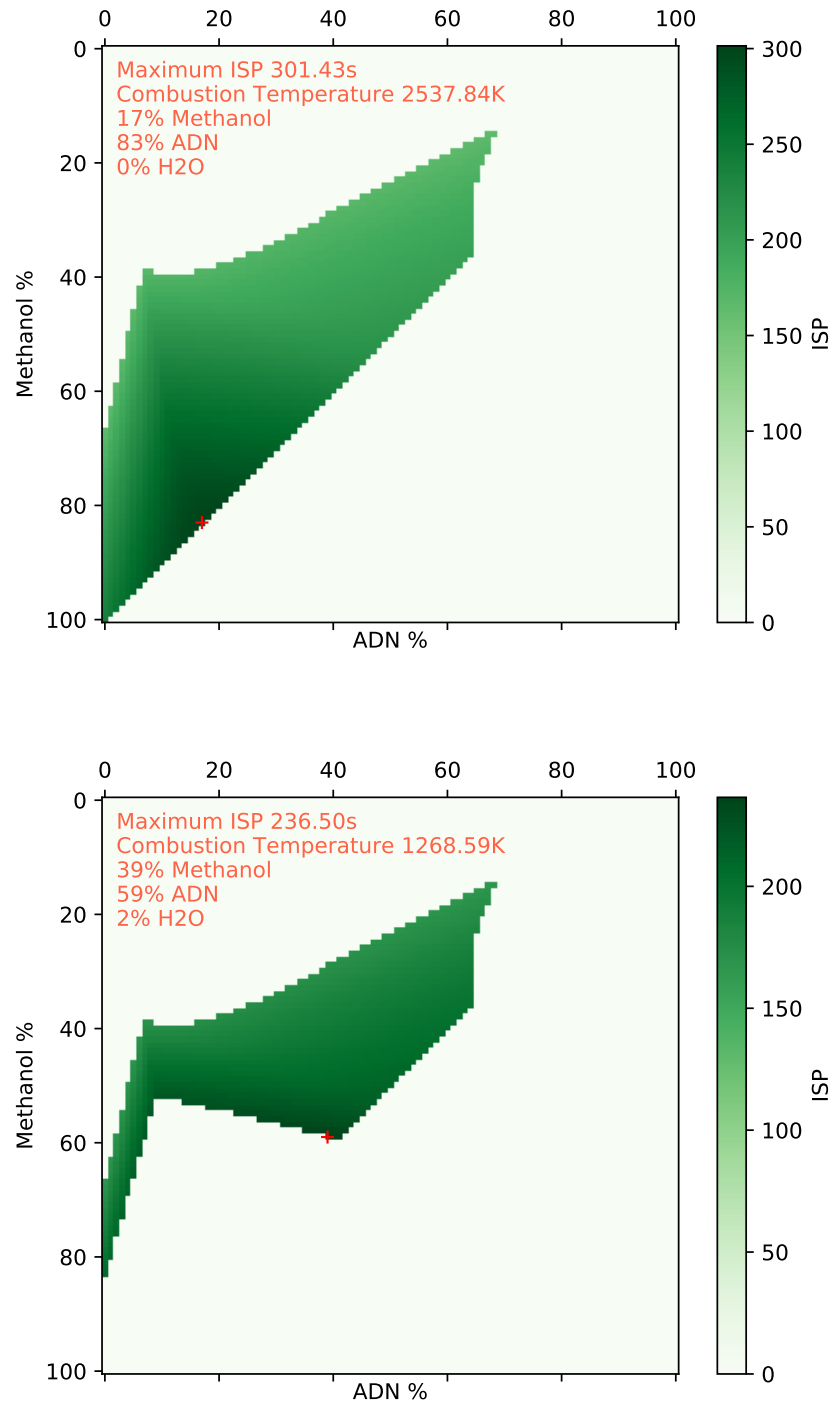 0 20 40 60 80 100
0
20
40
60
80
100
Methanol %
Maximum ISP 301.43s
Combustion Temperature 2537.84K
17% Methanol
83% ADN
0% H2O
ADN %
300
250
200
150
100
50
0
ISP
0 20 40 60 80 100
0
20
40
60
80
100
Methanol %
Maximum ISP 236.50s
Combustion Temperature 1268.59K
39% Methanol
59% ADN
2% H2O
ADN %
200
150
100
50
0
ISP